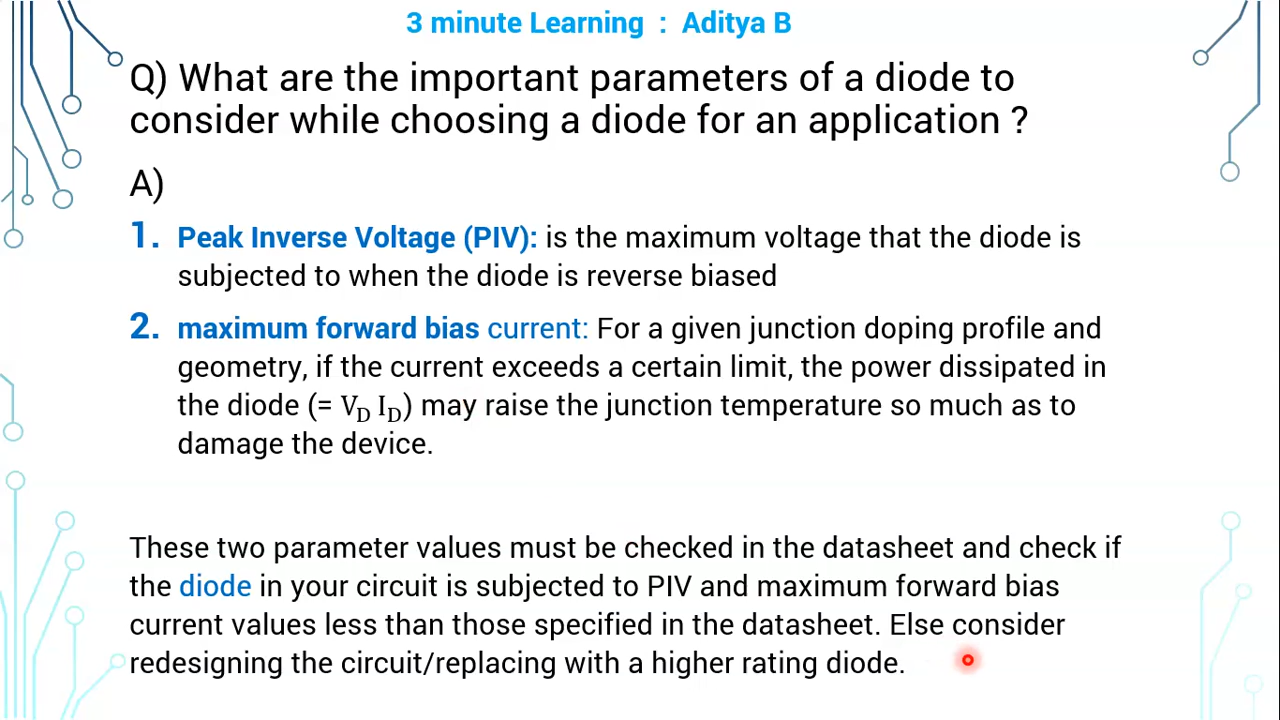 3 minute Learning : Aditya B
Q) What are the important parameters of a diode to
consider while choosing a diode for an application ?
A)
1. Peak Inverse Voltage (PIV): is the maximum voltage that the diode is
subjected to when the diode is reverse biased
2. maximum forward bias current: For a given junction doping profile and
geometry, if the current exceeds a certain limit, the power dissipated in
the diode (= V_D I_D) may raise the junction temperature so much as to
damage the device.
These two parameter values must be checked in the datasheet and check if
the diode in your circuit is subjected to PIV and maximum forward bias
current values less than those specified in the datasheet. Else consider
redesigning the circuit/replacing with a higher rating diode.